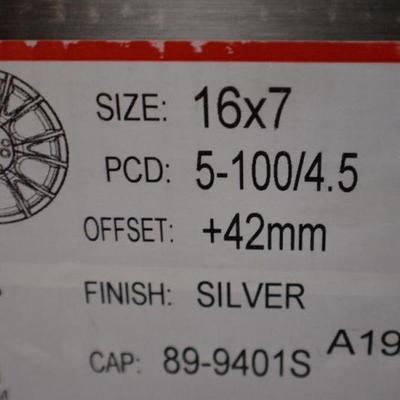 SIZE: 16x7
PCD: 5-100/4.5
OFFSET: +42mm
FINISH: SILVER
CAP: 89-9401S A19